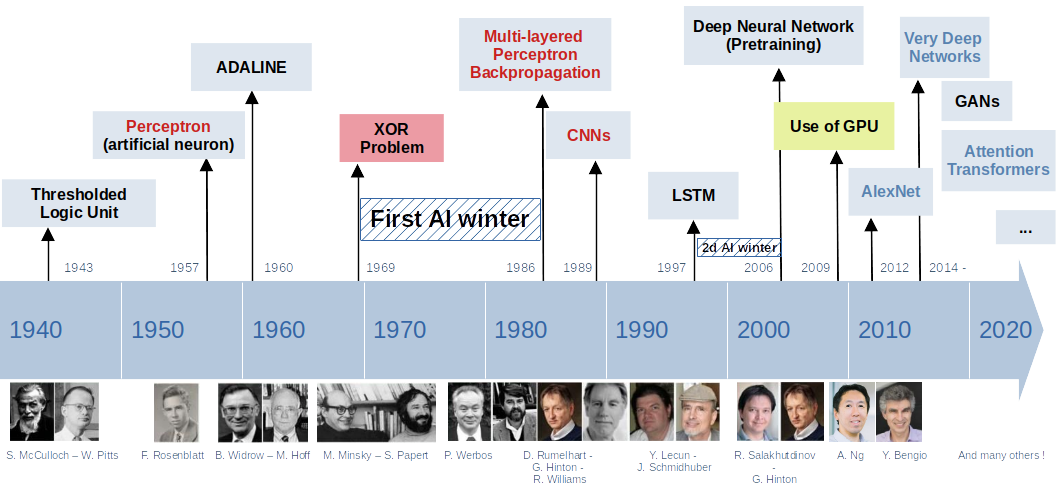 Deep Neural Network
(Pretraining)
Multi-layered
Perceptron
Backpropagation
Very Deep
Networks
ADALINE
GANs
Perceptron
(artificial neuron)
XOR
Problem
CNNs
Use of GPU
Attention
Transformers
Thresholded
Logic Unit
LSTM
AlexNet
First AI winter
...
2d AI winter
1943
1957
1960
1969
1986
1989
1997
2006
2009
2012
2014 -
1940
1950
1960
1970
1980
1990
2000
2010
2020
S. McCulloch – W. Pitts
F. Rosenblatt
B. Widrow – M. Hoff
M. Minsky – S. Papert
P. Werbos
D. Rumelhart -
G. Hinton -
R. Williams
Y. Lecun -
J. Schmidhuber
R. Salakhutdinov
-
G. Hinton
A. Ng
Y. Bengio
And many others !